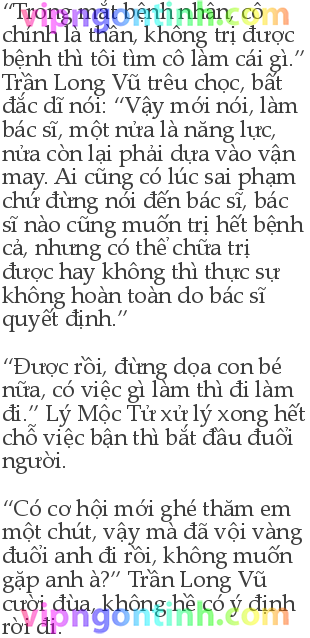 “Trong mắt bệnh nhân, cô
chính là thần, không trị được
bệnh thì tôi tìm cô làm cái gì.”
Trần Long Vũ trêu chọc, bất
đắc dĩ nói: “Vậy mới nói, làm
bác sĩ, một nửa là năng lực,
nửa còn lại phải dựa vào vận
may. Ai cũng có lúc sai phạm
chứ đừng nói đến bác sĩ, bác
sĩ nào cũng muốn trị hết bệnh
cả, nhưng có thể chữa trị
được hay không thì thực sự
không hoàn toàn do bác sĩ
quyết định.”
“Được rồi, đừng dọa con bé
nữa, có việc gì làm thì đi làm
đi.” Lý Mộc Tử xử lý xong hết
chỗ việc bận thì bắt đầu đuổi
người.
“Có cơ hội mới ghé thăm em
một chút, vậy mà đã vội vàng
đuổi anh đi rồi, không muốn
gặp anh à?” Trần Long Vũ
cười đùa, không hề có ý định
rời đi.
vipngontinh.com
vipngontinh.com